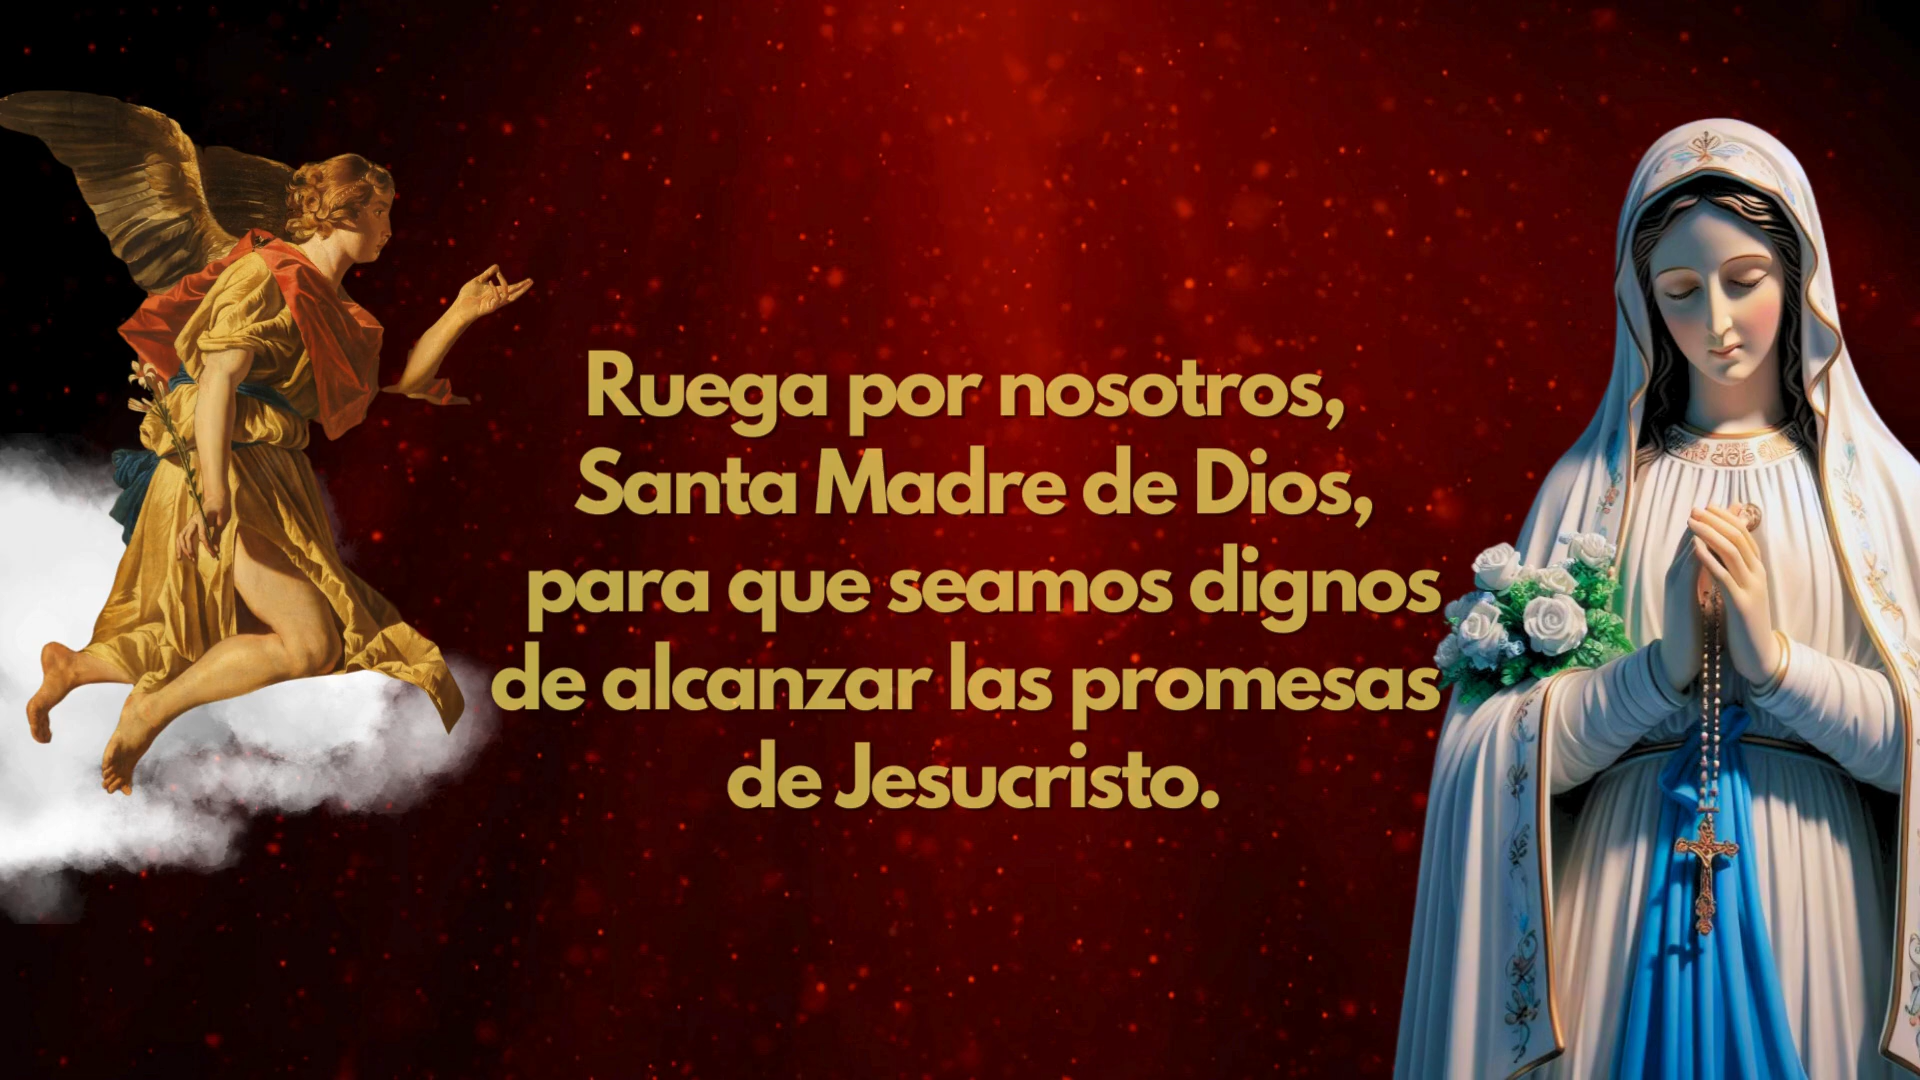 Ruega por nosotros,
Santa Madre de Dios,
para que seamos dignos
de alcanzar las promesas
de Jesucristo.